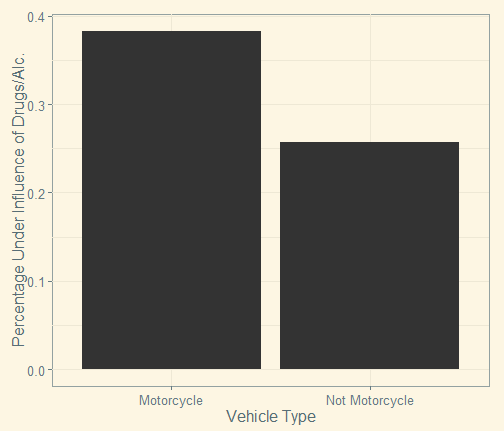 Percentage Under Influence of Drugs/Alc.
0.4
0.3
0.2
0.1
0.0
Motorcycle
Not Motorcycle
Vehicle Type